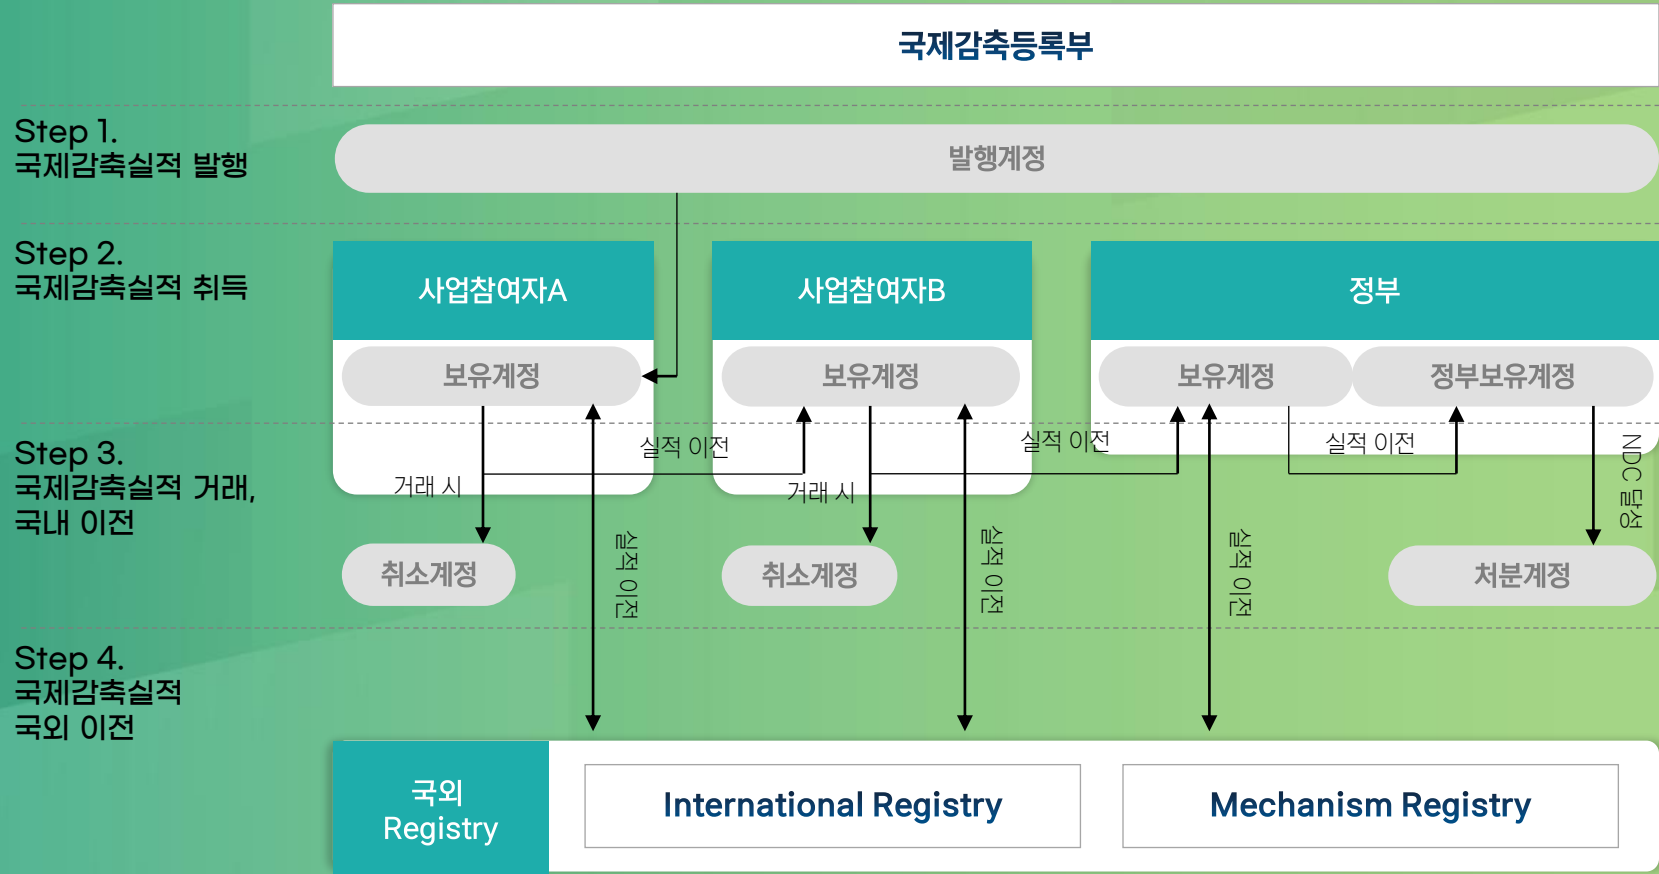 국제감축등록부
Step 1.
국제감축실적 발행
발행계정
Step 2.
국제감축실적 취득
사업참여자A
사업참여자B
정부
보유계정
보유계정
보유계정
정부보유계정
Step 3.
국제감축실적 거래,
국내 이전
실적 이전
실적 이전
실적 이전
거래 시
거래 시
NDC 달성
취소계정
취소계정
처분계정
실적 이전
실적 이전
실적 이전
Step 4.
국제감축실적
국외 이전
국외
Registry
International Registry
Mechanism Registry